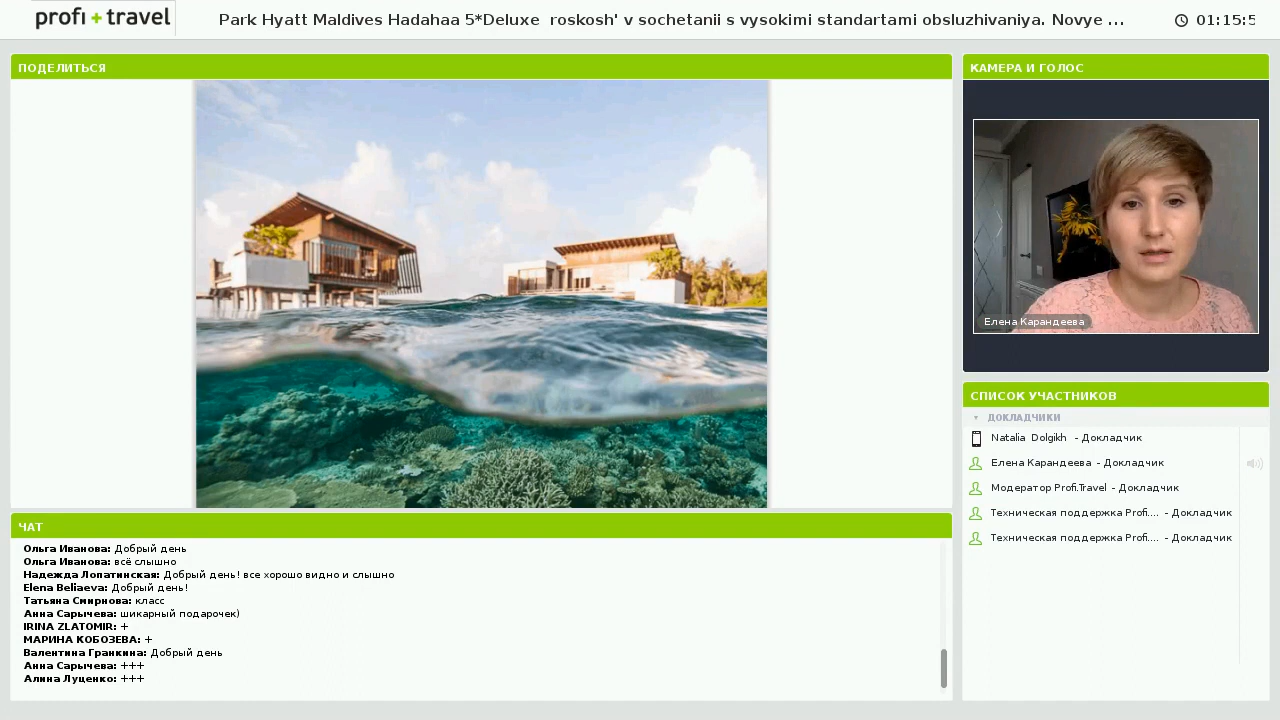 profi + travel
Park Hyatt Maldives Hadahaa 5*Deluxe roskosh' v sochetanii s vysokimi standartami obsluzhivaniya. Novye ...
01:15:5
ПОДЕЛИТЬСЯ
КАМЕРА И ГОЛОС
Елена Карандеева
СПИСОК УЧАСТНИКОВ
ДОКЛАДЧИКИ
Natalia Dolgikh - Докладчик
Елена Карандеева - Докладчик
Модератор Profi.Travel - Докладчик
Техническая поддержка Profi.... - Докладчик
Техническая поддержка Profi.... - Докладчик
ЧАТ
Ольга Иванова: Добрый день
Ольга Иванова: всё слышно
Надежда Лопатинская: Добрый день! все хорошо видно и слышно
Elena Beliaeva: Добрый день!
Татьяна Смирнова: класс
Анна Сарычева: шикарный подарочек)
IRINA ZLATOMIR: +
МАРИНА КОБОЗЕВА: +
Валентина Гранкина: Добрый день
Анна Сарычева: +++
Алина Луценко: +++